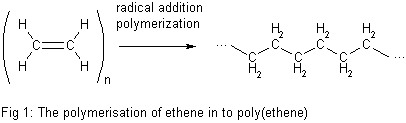 radical addition
polymerization
H H
C C
H H
n
H₂ H₂ H₂
... C C C
C C C ...
H₂ H₂ H₂
Fig 1: The polymerisation of ethene in to poly(ethene)